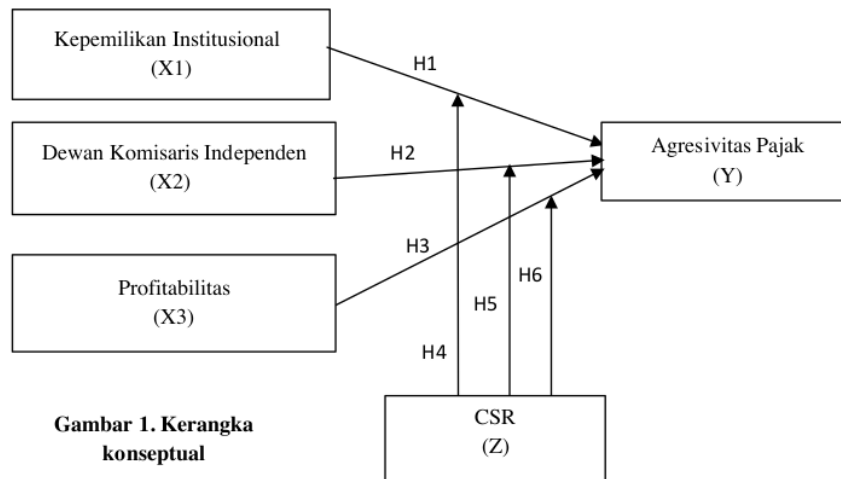 Kepemilikan Institusional
(X1)
H1
Dewan Komisaris Independen
(X2)
H2
Agresivitas Pajak
(Y)
Profitabilitas
(X3)
H3
H4
H5
H6
CSR
(Z)
Gambar 1. Kerangka
konseptual